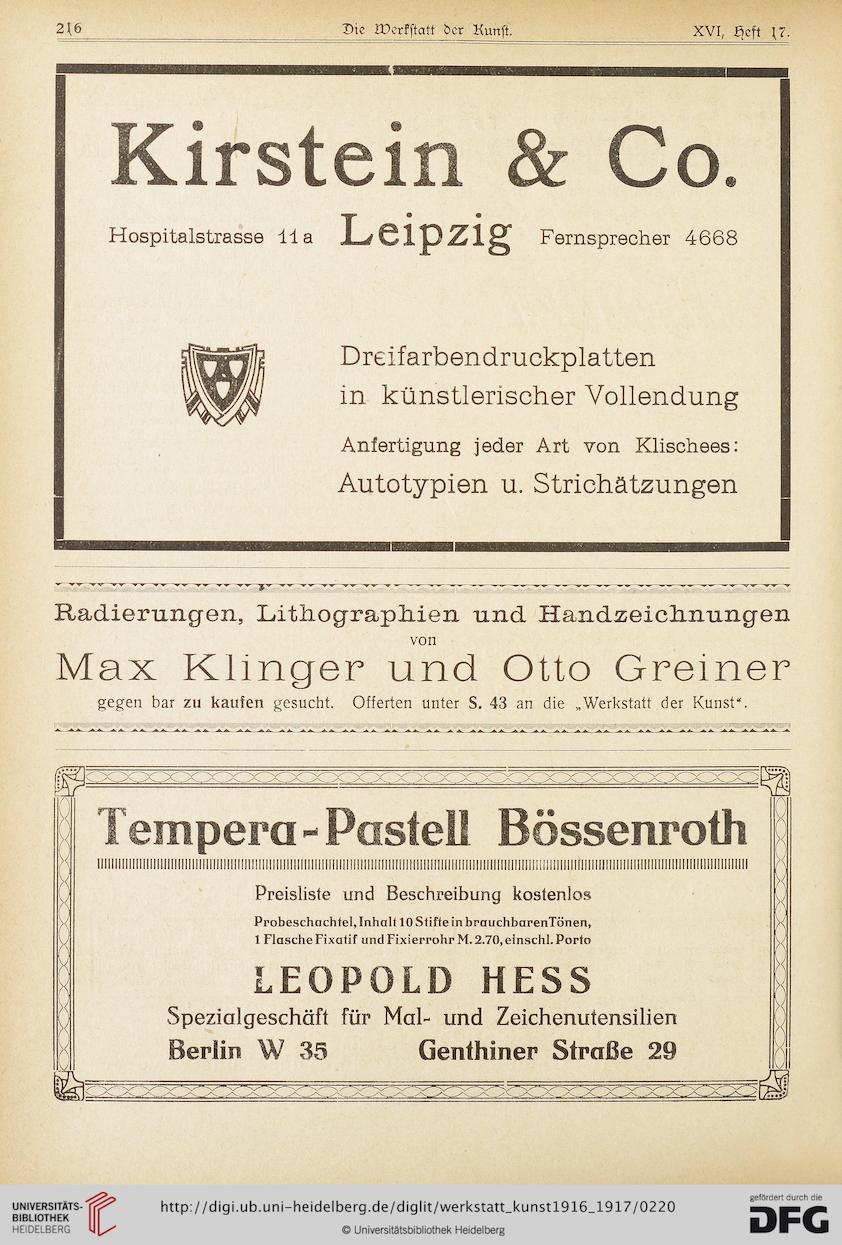 216 Die Werkstatt der Kunst. XVI, Heft 17.
Kirstein & Co.
Hospitalstrasse 11a Leipzig Fernsprecher 4668
Dreifarbendruckplatten
in künstlerischer Vollendung
Anfertigung jeder Art von Klischees:
Autotypien u. Strichätzungen
Radierungen, Lithographien und Handzeichnungen
von
Max Klinger und Otto Greiner
gegen bar zu kaufen gesucht. Offerten unter S. 43 an die „Werkstatt der Kunst“.
Tempera-Pastell Bössenroth
Preisliste und Beschreibung kostenlos
Probeschachtel, Inhalt 10 Stifte in brauchbaren Tönen,
1 Flasche Fixatif und Fixierrohr M. 2.70, einschl. Porto
LEOPOLD HESS
Spezialgeschäft für Mal- und Zeichenutensilien
Berlin W 35 Genthiner Straße 29
UNIVERSITÄTS-
BIBLIOTHEK
HEIDELBERG
http://digi.ub.uni-heidelberg.de/diglit/werkstatt_kunst1916_1917/0220
© Universitätsbibliothek Heidelberg
gefördert durch die
DFG